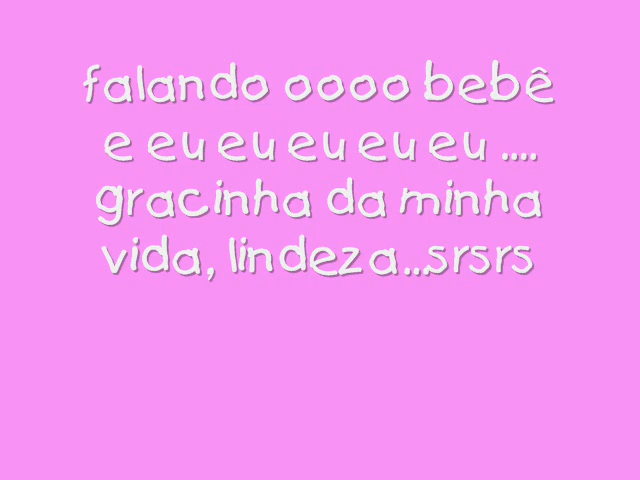 falando oooo bebê
e eu eu eu eu eu ....
gracinha da minha
vida, lindeza...srsrs